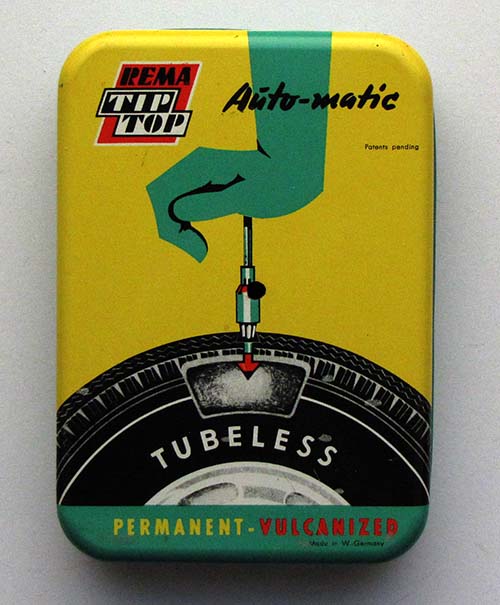 REMA
TIP
TOP
Auto-matic
Patents pending
TUBELESS
PERMANENT-VULCANIZED
Made in W.-Germany